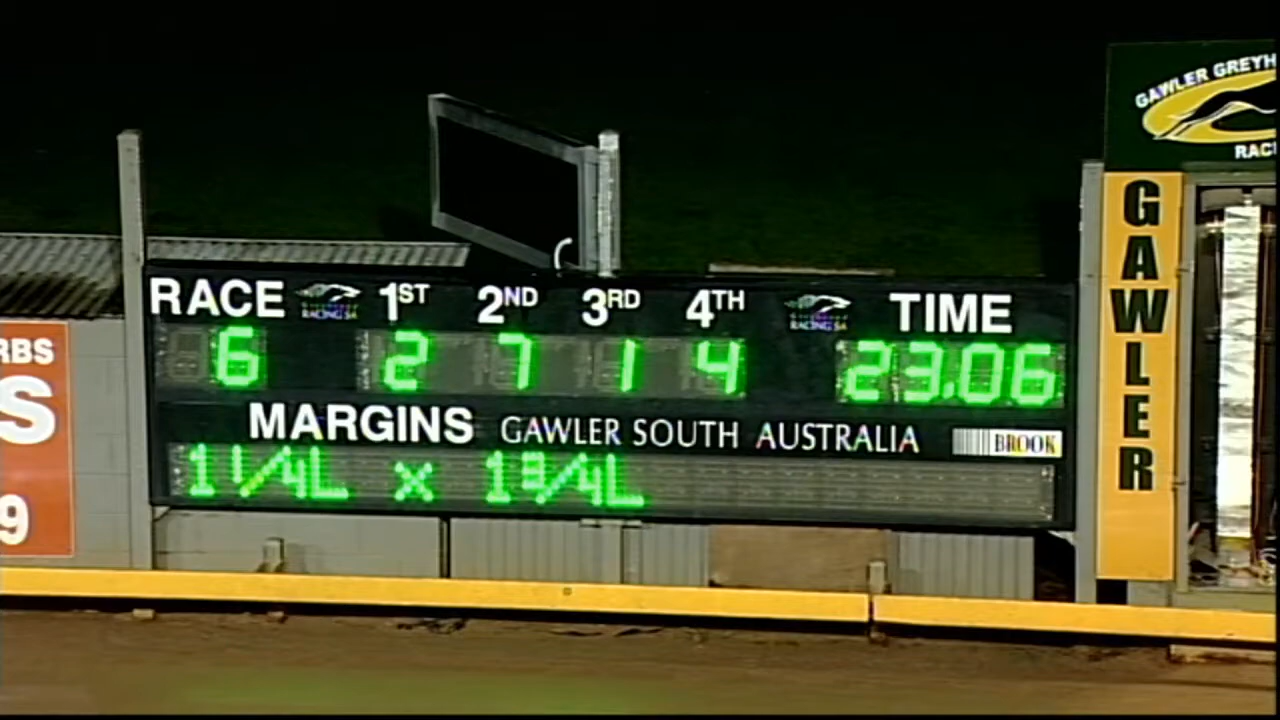 GAWLER GREYH
RACI
RACE 1ST 2ND 3RD 4TH TIME
RACING SA
RACING SA
6 2 7 1 4 23.06
MARGINS GAWLER SOUTH AUSTRALIA BROOK
1 1/4L x 1 3/4L
GAWLER
RBS
S
9